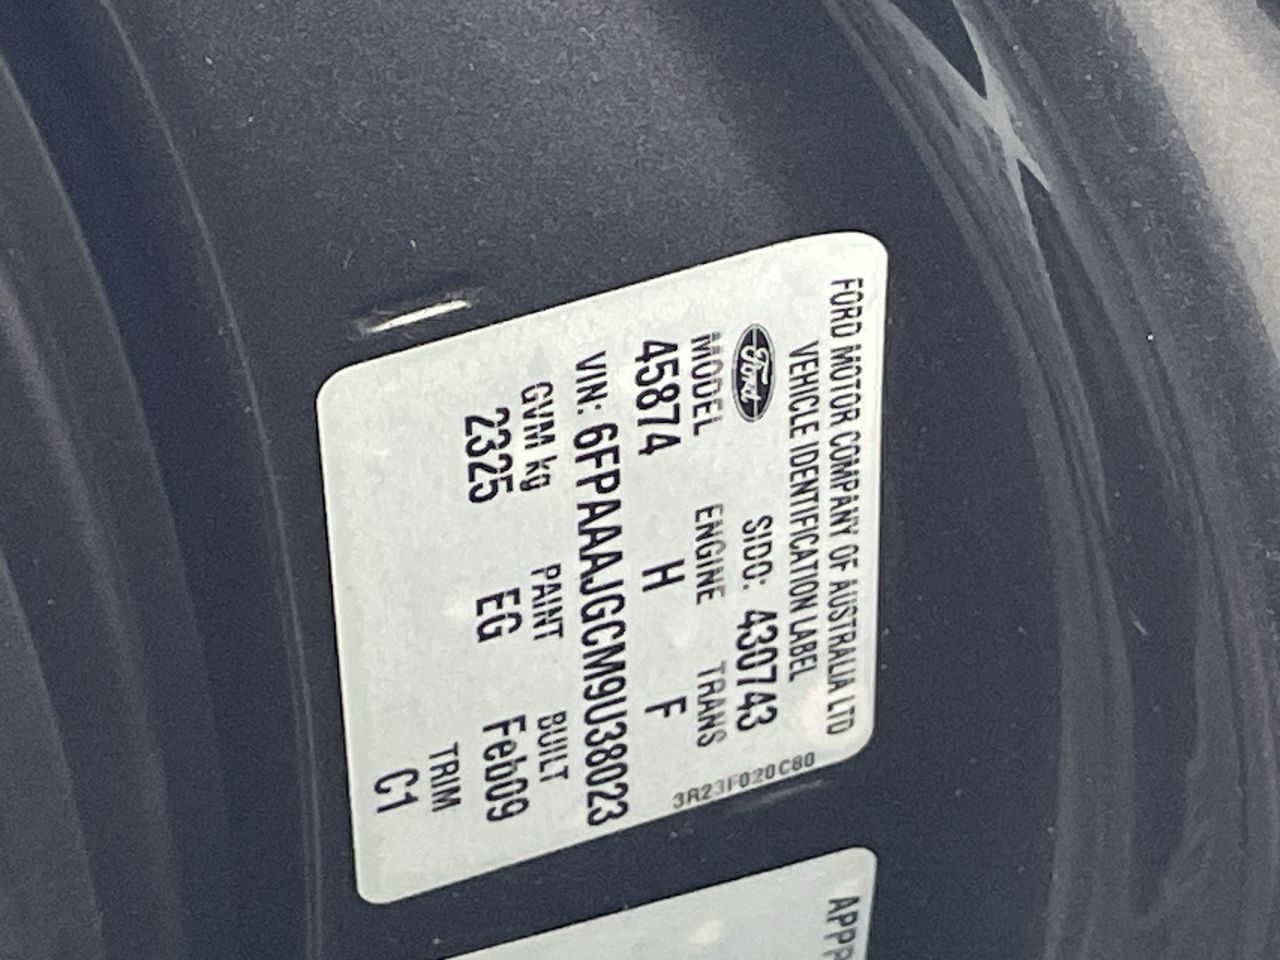 FORD MOTOR COMPANY OF AUSTRALIA LTD
VEHICLE IDENTIFICATION LABEL
Ford SIDO: 430743
MODEL ENGINE TRANS
45874 H F
VIN: 6FPAAAJGCM9U38023
GVM kg PAINT BUILT
2325 EG Feb09
TRIM
C1
3R23F020C80